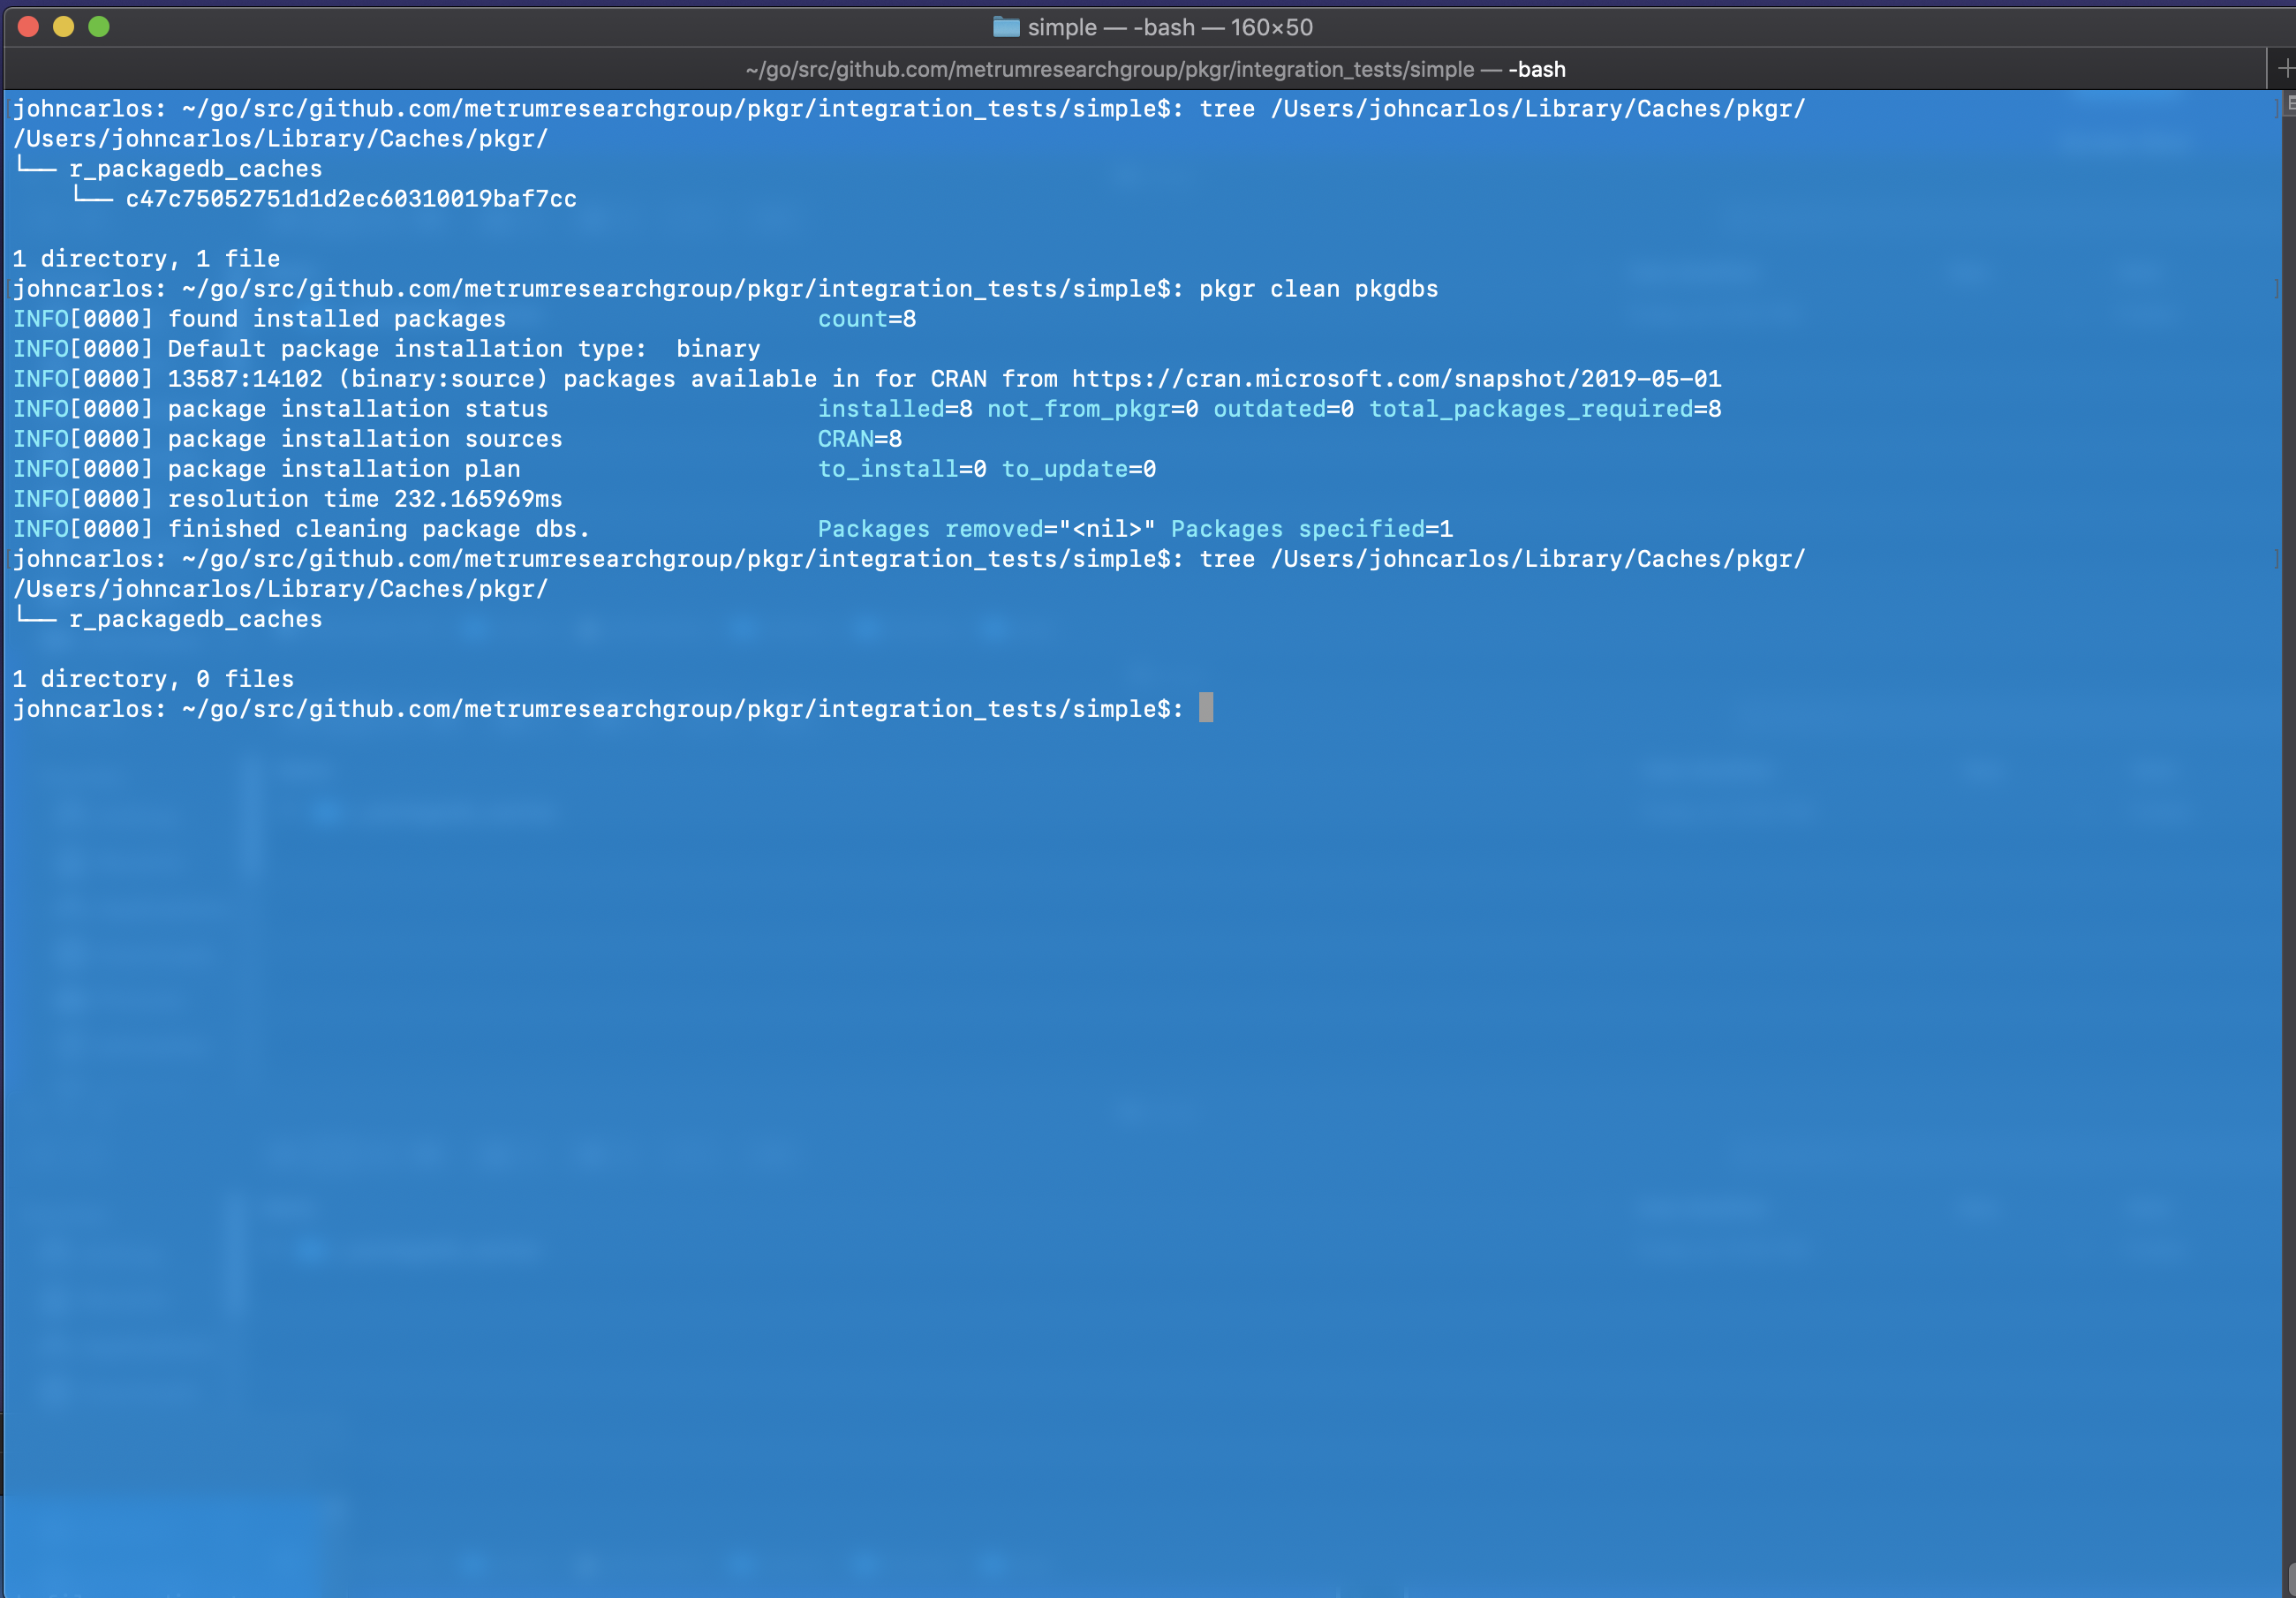 simple — -bash — 160×50
~/go/src/github.com/metrumresearchgroup/pkgr/integration_tests/simple — -bash
johncarlos: ~/go/src/github.com/metrumresearchgroup/pkgr/integration_tests/simple$: tree /Users/johncarlos/Library/Caches/pkgr/
/Users/johncarlos/Library/Caches/pkgr/
└── r_packagedb_caches
    └── c47c75052751d1d2ec60310019baf7cc
1 directory, 1 file
johncarlos: ~/go/src/github.com/metrumresearchgroup/pkgr/integration_tests/simple$: pkgr clean pkgdbs
INFO[0000] found installed packages                      count=8
INFO[0000] Default package installation type:  binary
INFO[0000] 13587:14102 (binary:source) packages available in for CRAN from https://cran.microsoft.com/snapshot/2019-05-01
INFO[0000] package installation status                   installed=8 not_from_pkgr=0 outdated=0 total_packages_required=8
INFO[0000] package installation sources                  CRAN=8
INFO[0000] package installation plan                     to_install=0 to_update=0
INFO[0000] resolution time 232.165969ms
INFO[0000] finished cleaning package dbs.                Packages removed="<nil>" Packages specified=1
johncarlos: ~/go/src/github.com/metrumresearchgroup/pkgr/integration_tests/simple$: tree /Users/johncarlos/Library/Caches/pkgr/
/Users/johncarlos/Library/Caches/pkgr/
└── r_packagedb_caches
1 directory, 0 files
johncarlos: ~/go/src/github.com/metrumresearchgroup/pkgr/integration_tests/simple$: